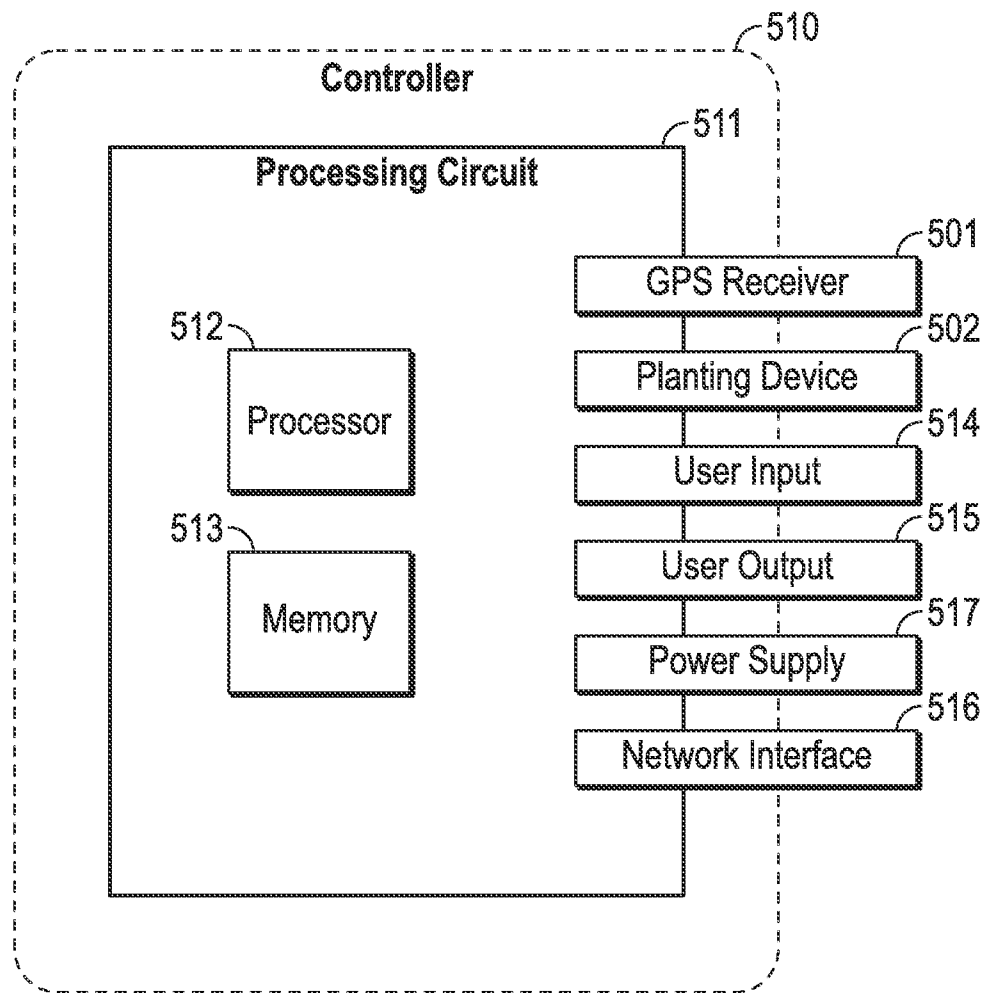 510
Controller
511
Processing Circuit
501
GPS Receiver
512
502
Planting Device
Processor
514
User Input
513
515
User Output
Memory
517
Power Supply
516
Network Interface